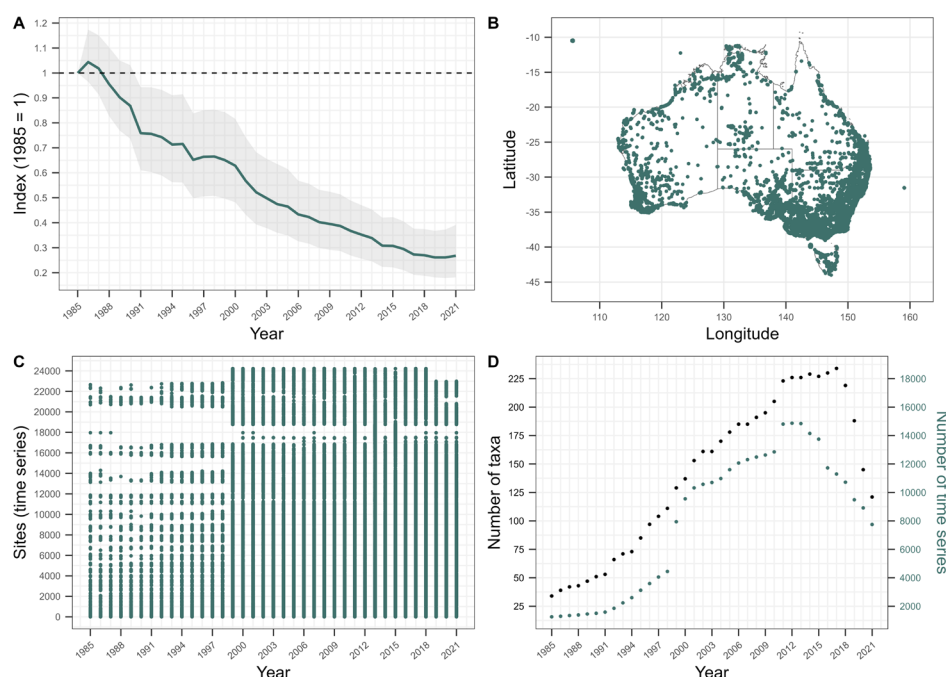 A
1.2
1.1
1
0.9
0.8
0.7
0.6
0.5
0.4
0.3
0.2
Index (1985 = 1)
1985 1988 1991 1994 1997 2000 2003 2006 2009 2012 2015 2018 2021
Year
B
-10
-15
-20
-25
-30
-35
-40
-45
Latitude
110 120 130 140 150 160
Longitude
C
24000
22000
20000
18000
16000
14000
12000
10000
8000
6000
4000
2000
0
Sites (time series)
1985 1988 1991 1994 1997 2000 2003 2006 2009 2012 2015 2018 2021
Year
D
225
200
175
150
125
100
75
50
25
Number of taxa
18000
16000
14000
12000
10000
8000
6000
4000
2000
Number of time series
1985 1988 1991 1994 1997 2000 2003 2006 2009 2012 2015 2018 2021
Year